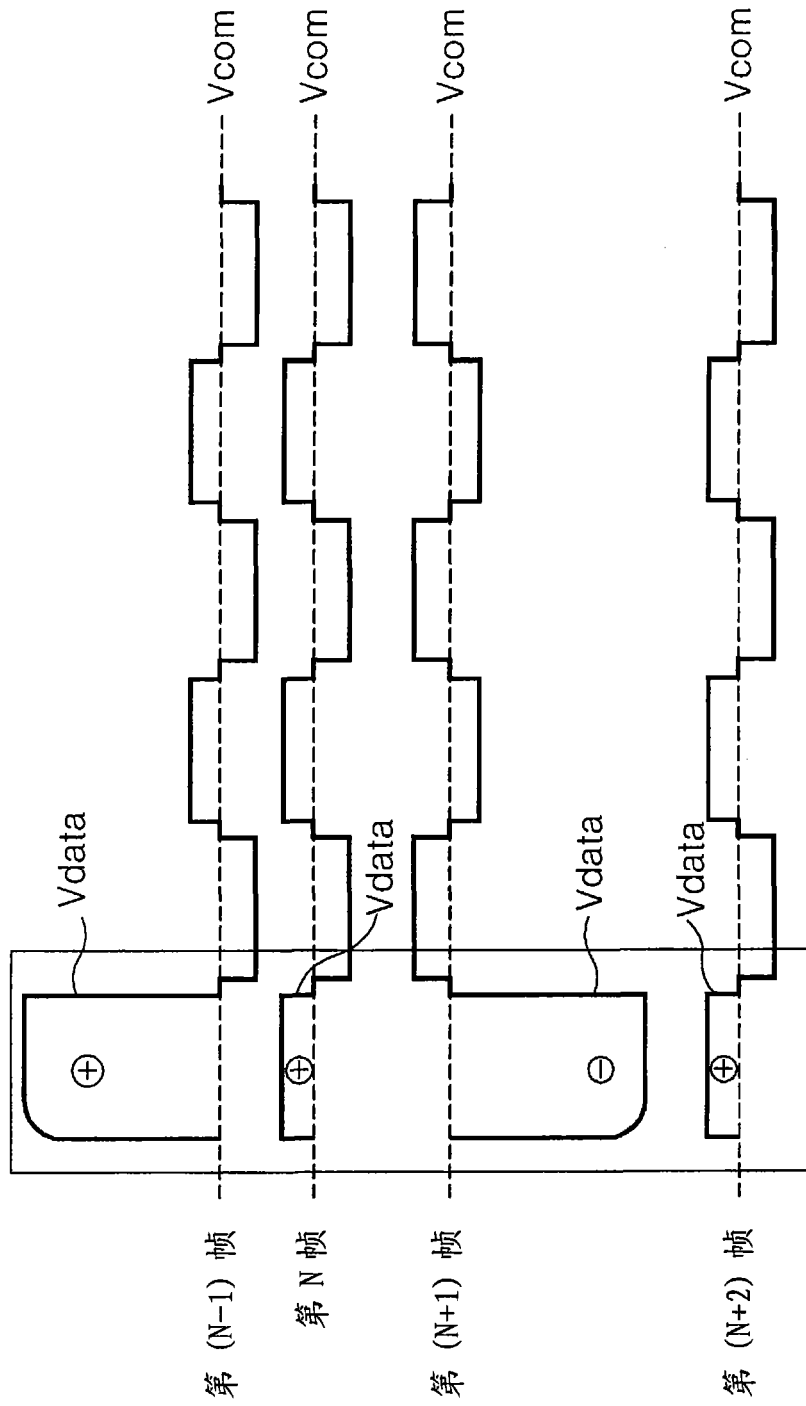 第 (N-1) 帧
Vdata
Vcom
第 N 帧
Vdata
Vcom
第 (N+1) 帧
Vdata
Vcom
第 (N+2) 帧
Vdata
Vcom
+
+
−
+